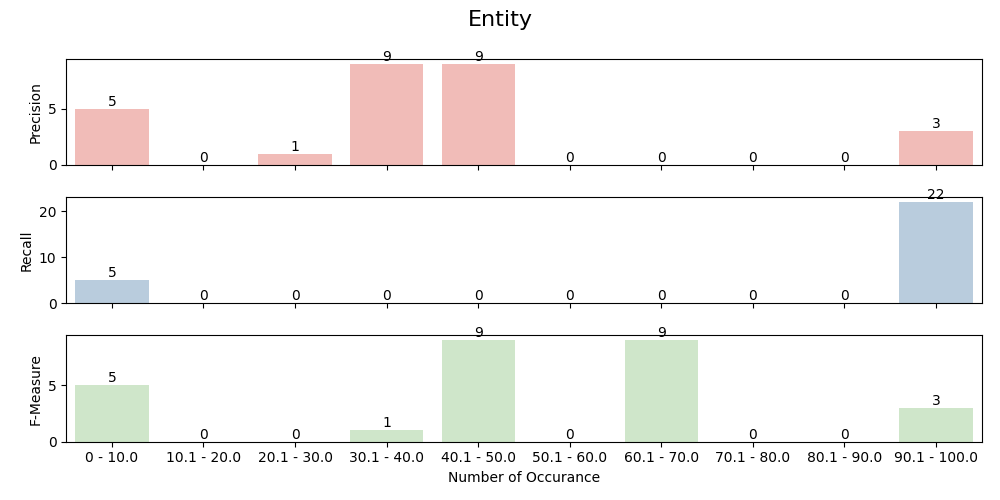 Entity
Precision
5
0
5 0 1 9 9 0 0 0 0 3
Recall
20
10
0
5 0 0 0 0 0 0 0 0 22
F-Measure
5
0
5 0 0 1 9 0 9 0 0 3
0 - 10.0 10.1 - 20.0 20.1 - 30.0 30.1 - 40.0 40.1 - 50.0 50.1 - 60.0 60.1 - 70.0 70.1 - 80.0 80.1 - 90.0 90.1 - 100.0
Number of Occurance